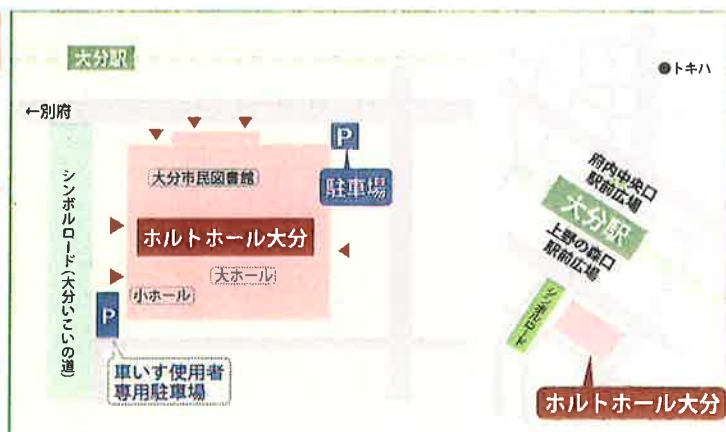 大分駅
←別府
シンボルロード(大分いこいの道)
P
駐車場
大分市民図書館
ホルトホール大分
大ホール
小ホール
P
車いす使用者
専用駐車場
●トキハ
府内中央口
駅前広場
大分駅
上野の森口
駅前広場
シンボルロード
ホルトホール大分